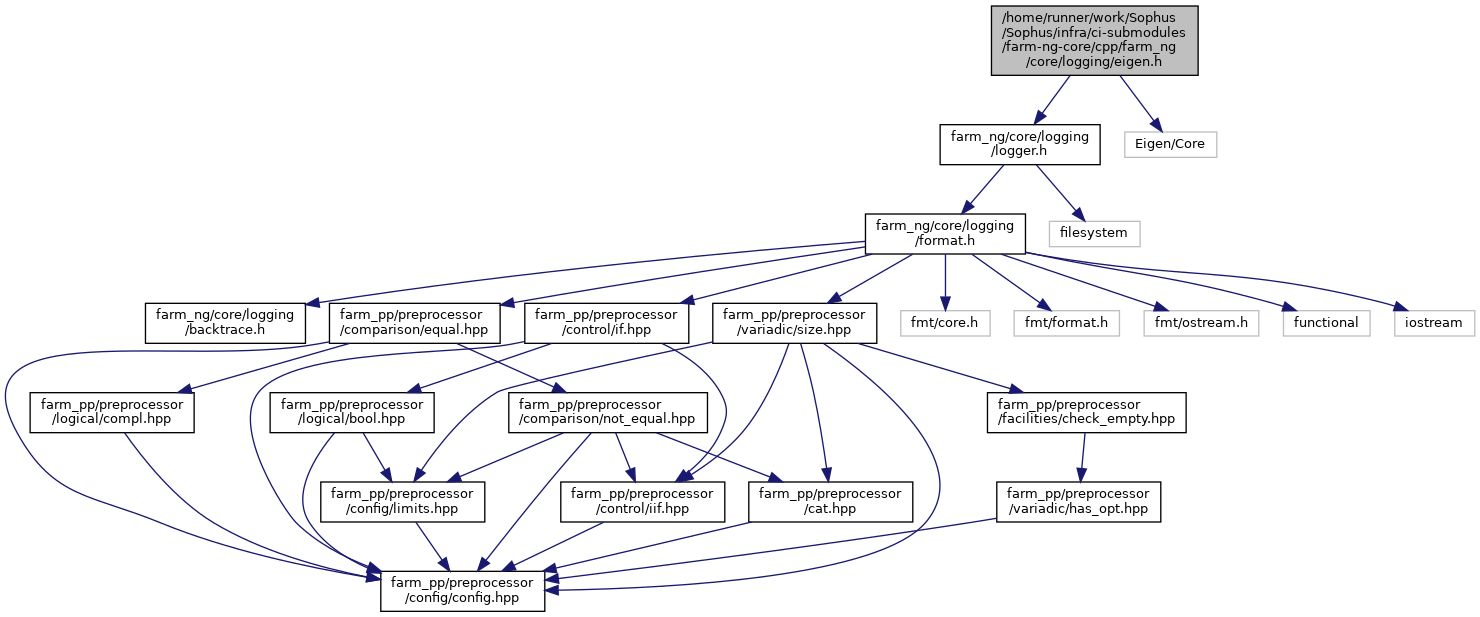 /home/runner/work/Sophus
/Sophus/infra/ci-submodules
/farm-ng-core/cpp/farm_ng
/core/logging/eigen.h
farm_ng/core/logging
/logger.h
Eigen/Core
farm_ng/core/logging
/format.h
filesystem
farm_ng/core/logging
/backtrace.h
farm_pp/preprocessor
/comparison/equal.hpp
farm_pp/preprocessor
/control/if.hpp
farm_pp/preprocessor
/variadic/size.hpp
fmt/core.h
fmt/format.h
fmt/ostream.h
functional
iostream
farm_pp/preprocessor
/logical/compl.hpp
farm_pp/preprocessor
/logical/bool.hpp
farm_pp/preprocessor
/comparison/not_equal.hpp
farm_pp/preprocessor
/facilities/check_empty.hpp
farm_pp/preprocessor
/config/limits.hpp
farm_pp/preprocessor
/control/iif.hpp
farm_pp/preprocessor
/cat.hpp
farm_pp/preprocessor
/variadic/has_opt.hpp
farm_pp/preprocessor
/config/config.hpp